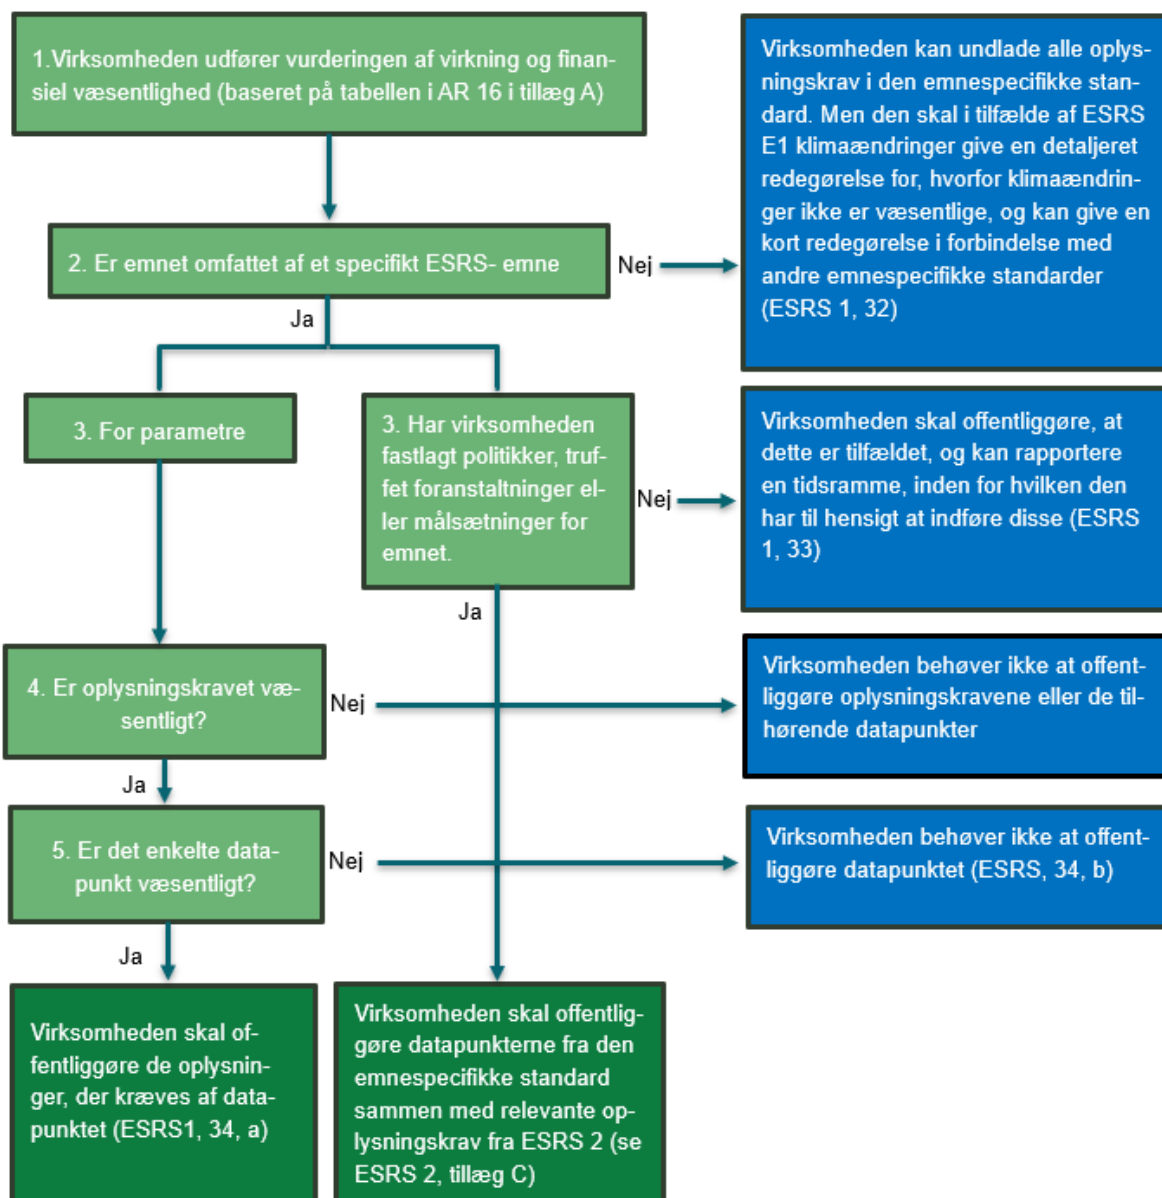 1.Virksomheden udfører vurderingen af virkning og finan-
siel væsentlighed (baseret på tabellen i AR 16 i tillæg A)
Virksomheden kan undlade alle oplys-
ningskrav i den emnespecifikke stan-
dard. Men den skal i tilfælde af ESRS
E1 klimaændringer give en detaljeret
redegørelse for, hvorfor klimaændrin-
ger ikke er væsentlige, og kan give en
kort redegørelse i forbindelse med
andre emnespecifikke standarder
(ESRS 1, 32)
2. Er emnet omfattet af et specifikt ESRS- emne
Nej
Ja
3. For parametre
3. Har virksomheden
fastlagt politikker, truf-
fet foranstaltninger el-
ler målsætninger for
emnet.
Nej
Virksomheden skal offentliggøre, at
dette er tilfældet, og kan rapportere
en tidsramme, inden for hvilken den
har til hensigt at indføre disse (ESRS
1, 33)
Ja
4. Er oplysningskravet væ-
sentligt?
Nej
Virksomheden behøver ikke at offent-
liggøre oplysningskravene eller de til-
hørende datapunkter
Ja
5. Er det enkelte data-
punkt væsentligt?
Nej
Virksomheden behøver ikke at offent-
liggøre datapunktet (ESRS, 34, b)
Ja
Virksomheden skal of-
fentliggøre de oplysnin-
ger, der kræves af data-
punktet (ESRS1, 34, a)
Virksomheden skal offentlig-
gøre datapunkterne fra den
emnespecifikke standard
sammen med relevante op-
lysningskrav fra ESRS 2 (se
ESRS 2, tillæg C)